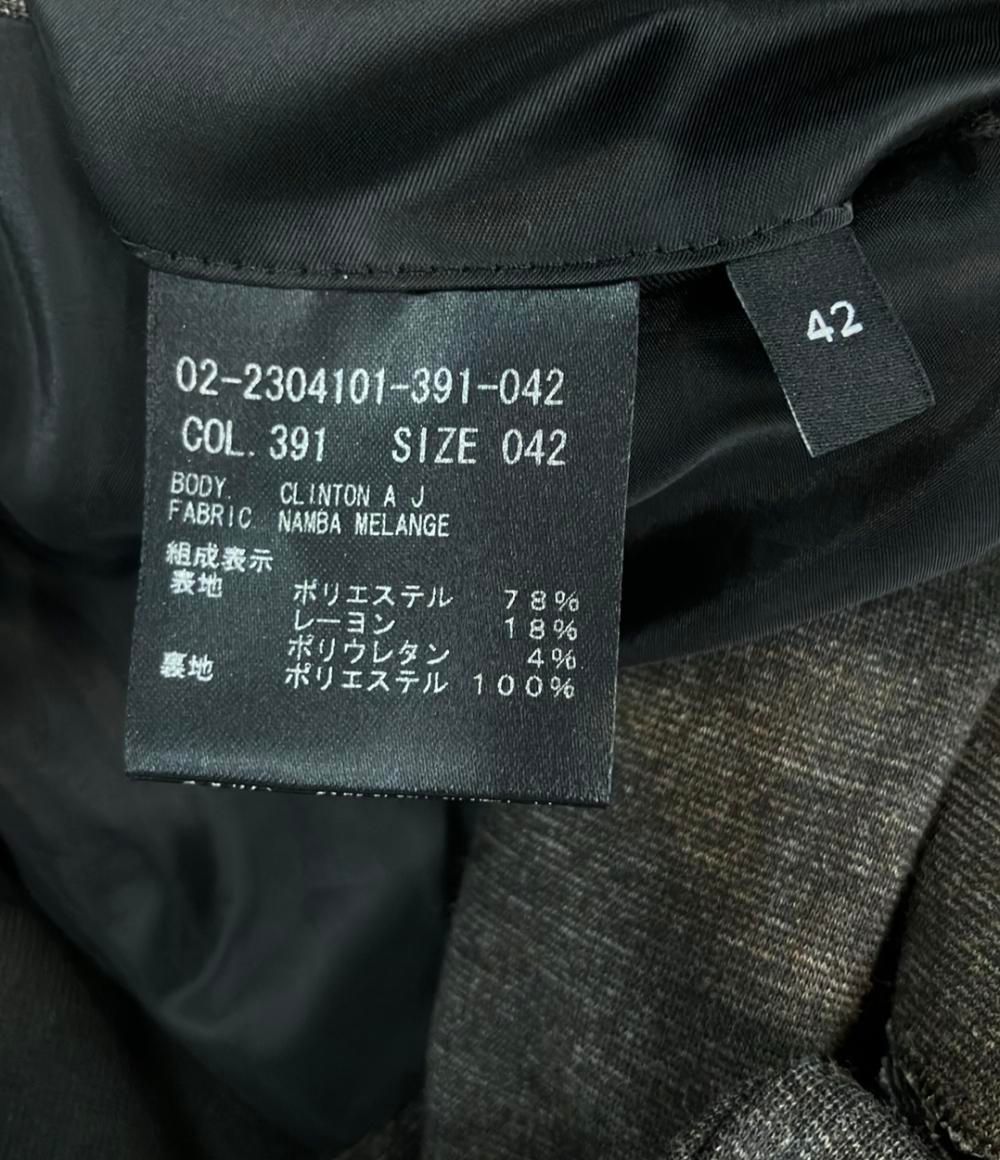 02-2304101-391-042
COL. 391 SIZE 042
BODY. CLINTON A J
FABRIC NAMBA MELANGE
組成表示
表地 ポリエステル 78%
レーヨン 18%
ポリウレタン 4%
裏地 ポリエステル 100%
42